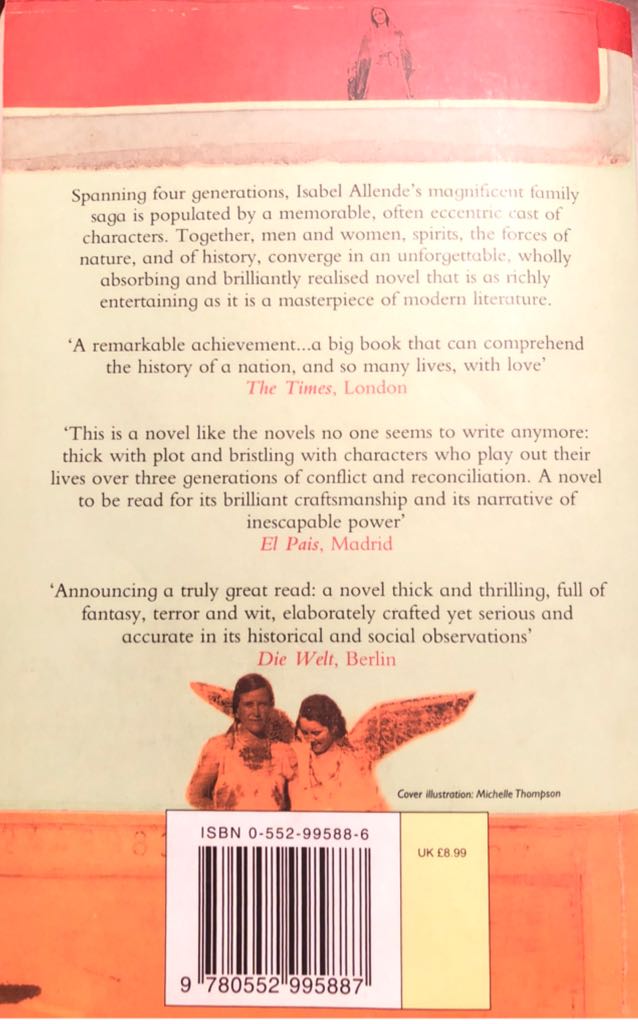 Spanning four generations, Isabel Allende's magnificent family
saga is populated by a memorable, often eccentric cast of
characters. Together, men and women, spirits, the forces of
nature, and of history, converge in an unforgettable, wholly
absorbing and brilliantly realised novel that is as richly
entertaining as it is a masterpiece of modern literature.
'A remarkable achievement...a big book that can comprehend
the history of a nation, and so many lives, with love'
The Times, London
'This is a novel like the novels no one seems to write anymore:
thick with plot and bristling with characters who play out their
lives over three generations of conflict and reconciliation. A novel
to be read for its brilliant craftsmanship and its narrative of
inescapable power'
El Pais, Madrid
'Announcing a truly great read: a novel thick and thrilling, full of
fantasy, terror and wit, elaborately crafted yet serious and
accurate in its historical and social observations'
Die Welt, Berlin
Cover illustration: Michelle Thompson
ISBN 0-552-99588-6
UK £8.99
9 780552 995887